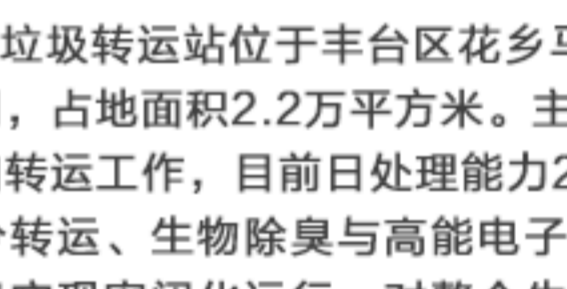 垃圾转运站位于丰台区花乡
，占地面积2.2万平方米。主
转运工作，目前日处理能力2
转运、生物除臭与高能电子